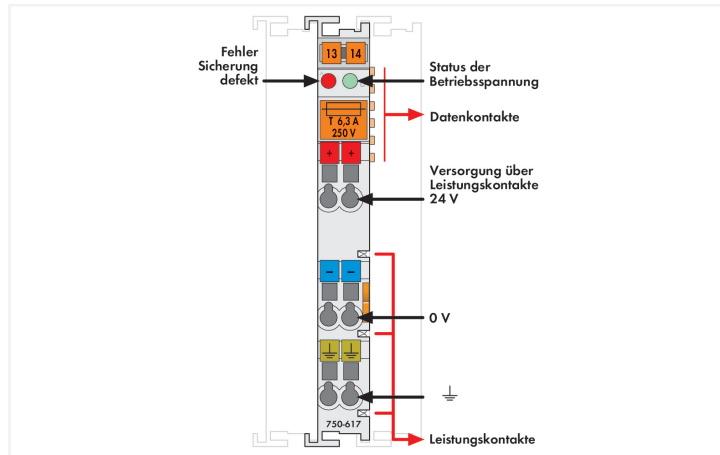 13 14
Fehler
Sicherung
defekt
Status der
Betriebsspannung
T 6,3 A
250 V
Datenkontakte
+ +
Versorgung über
Leistungskontakte
24 V
– –
0 V
750-617
Leistungskontakte